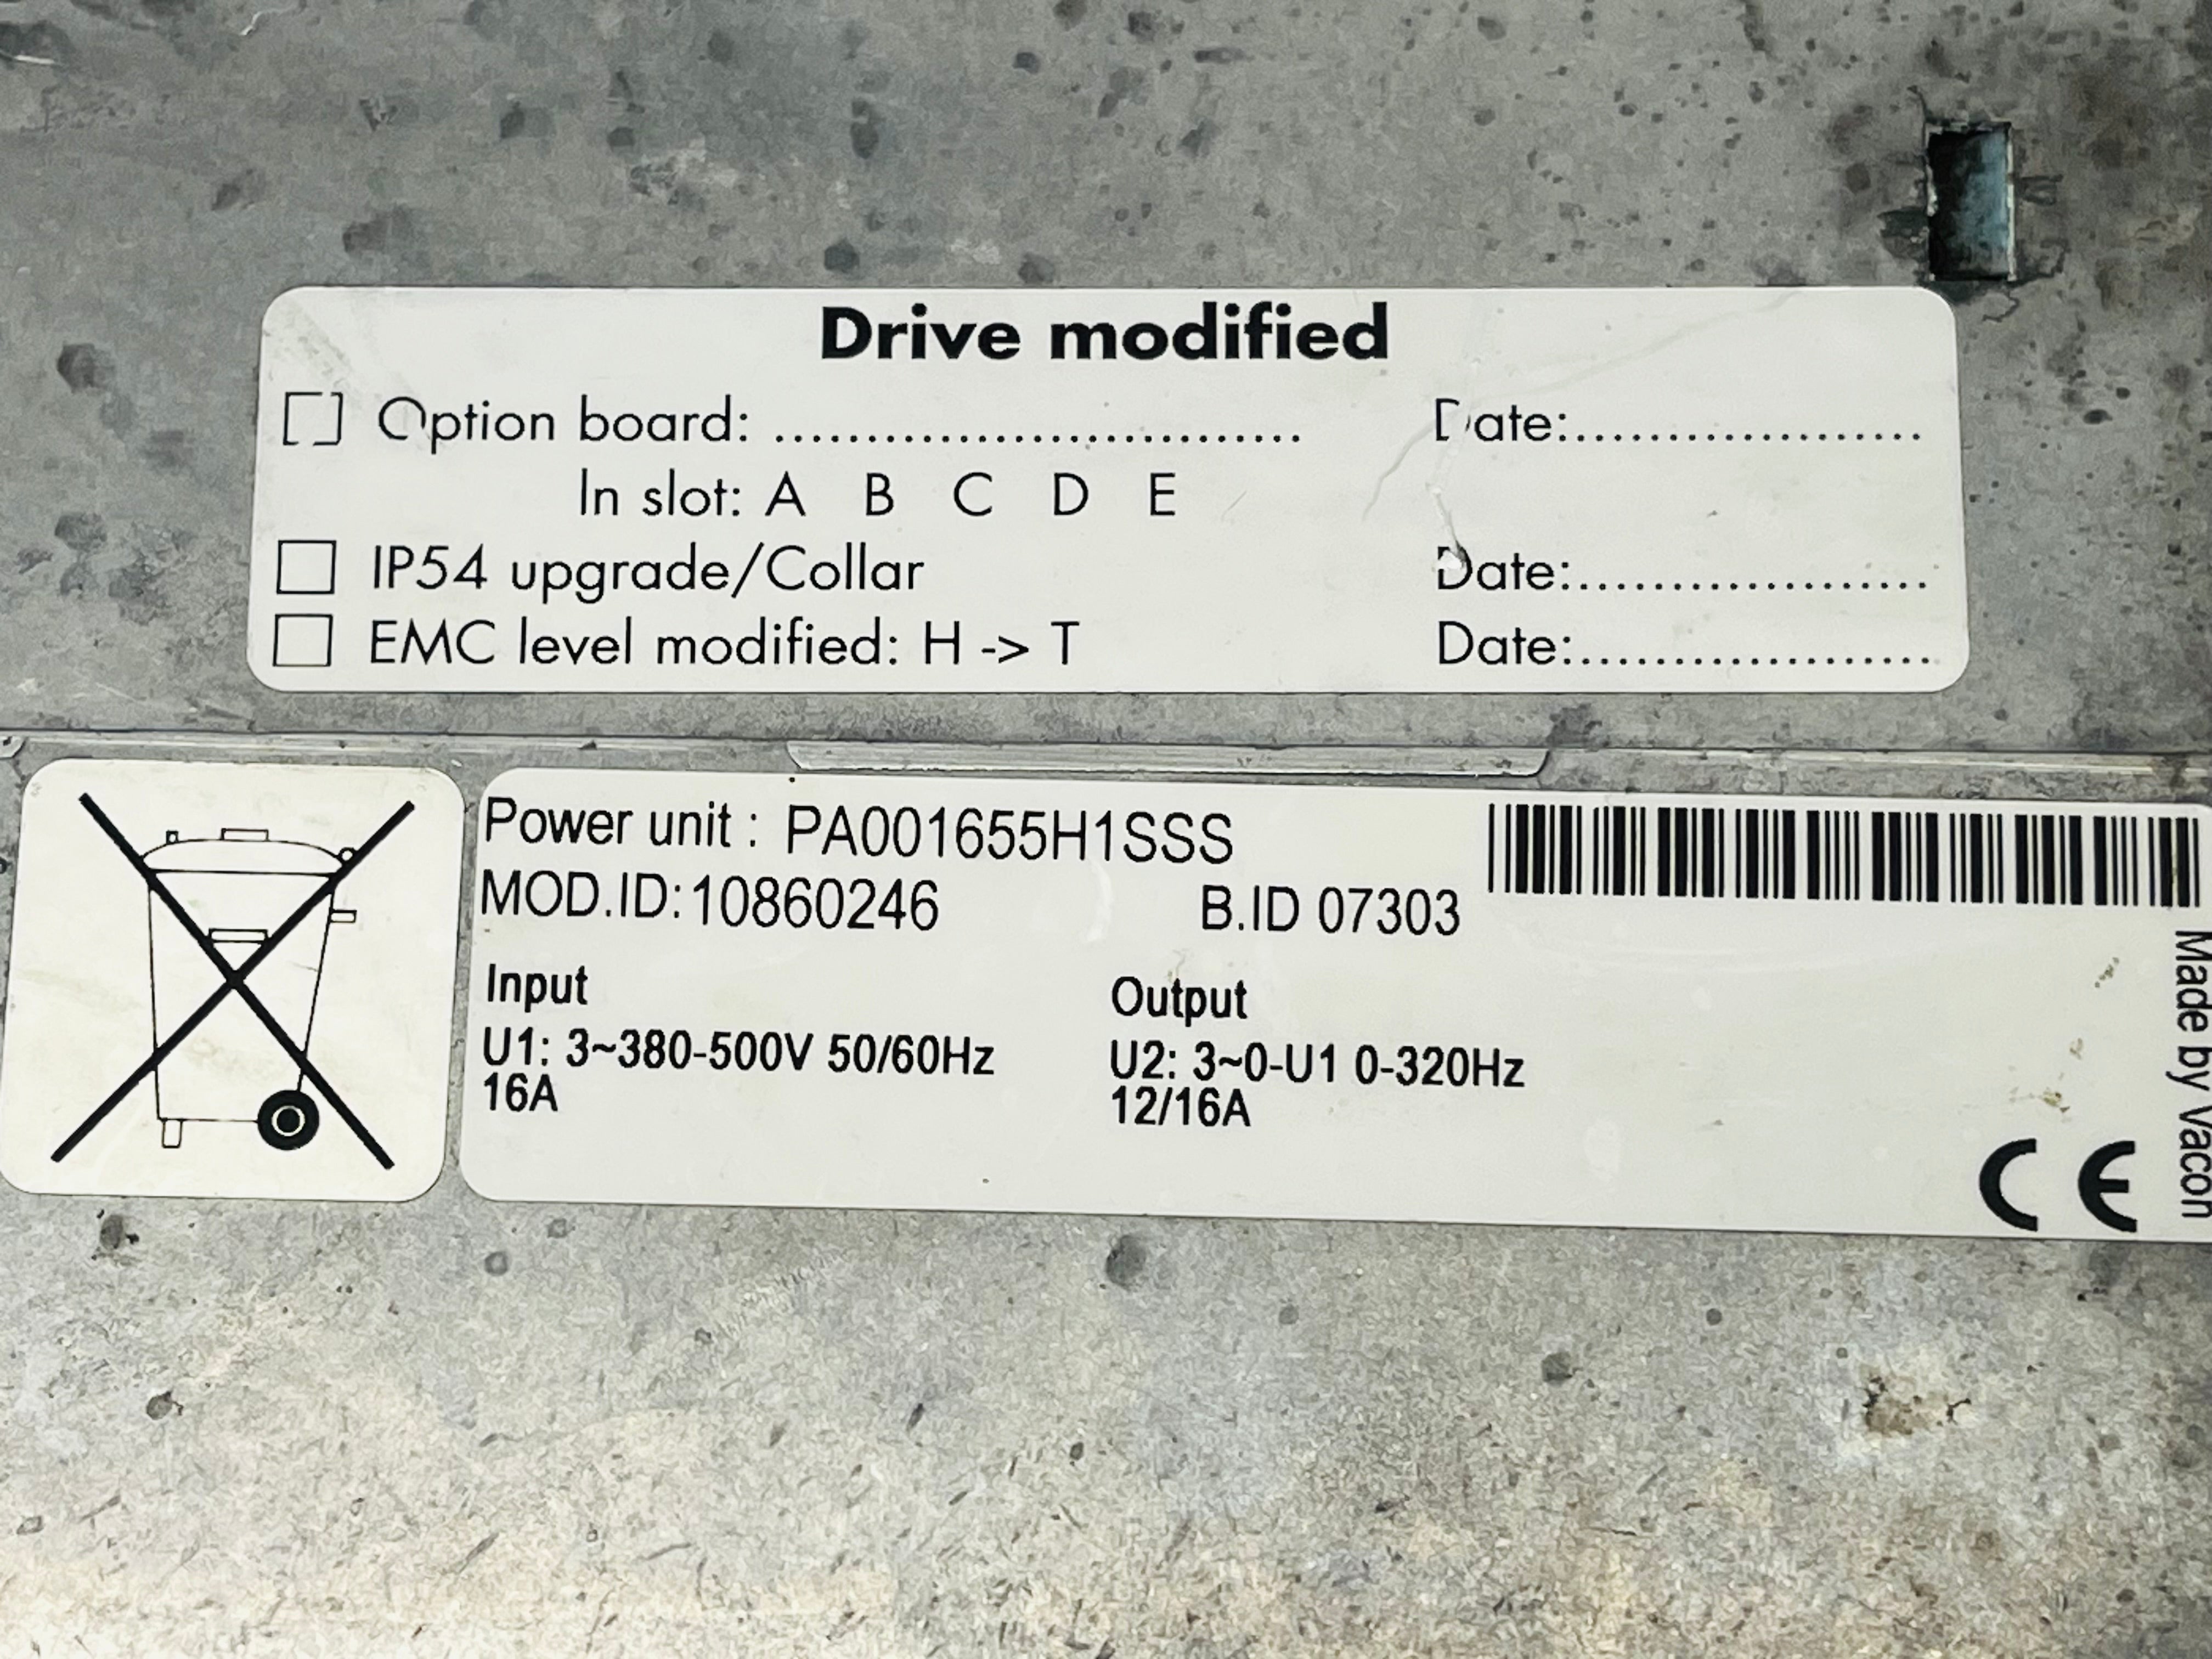 Drive modified
Option board: ............................. Date:....................
In slot: A B C D E
IP54 upgrade/Collar Date:....................
EMC level modified: H -> T Date:....................
Power unit : PA001655H1SSS
MOD.ID:10860246 B.ID 07303
Input
U1: 3~380-500V 50/60Hz
16A
Output
U2: 3~0-U1 0-320Hz
12/16A
CE
Made by Vacon